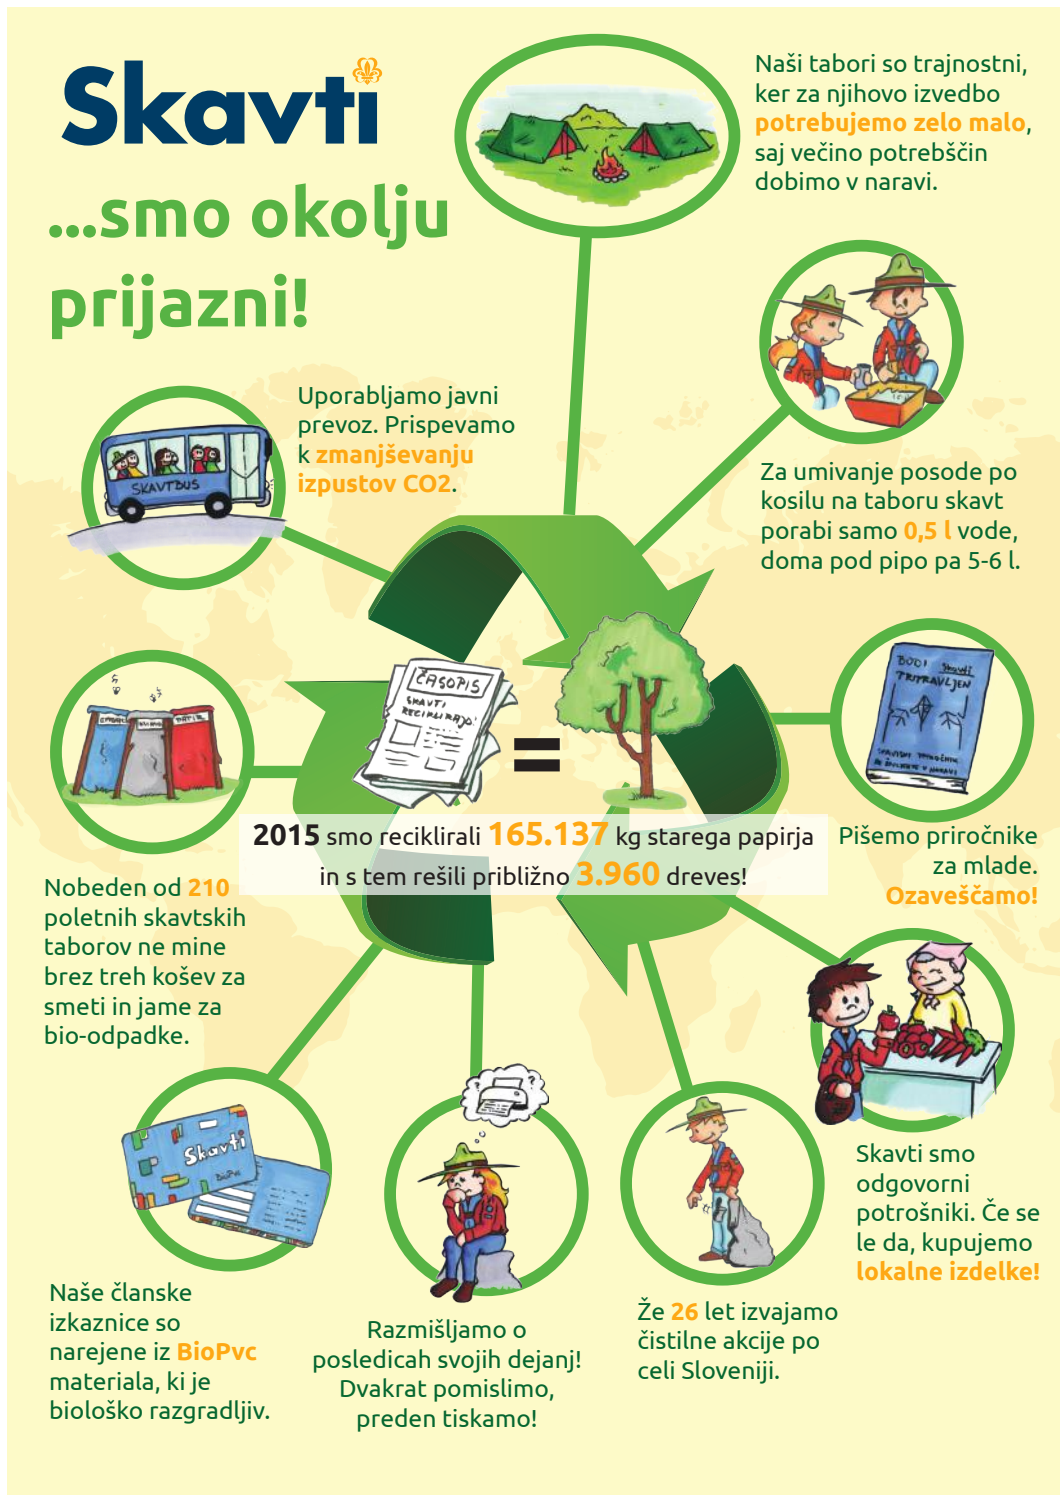 Skavti
...smo okolju
prijazni!
Naši tabori so trajnostni,
ker za njihovo izvedbo
potrebujemo zelo malo,
saj večino potrebščin
dobimo v naravi.
Uporabljamo javni
prevoz. Prispevamo
k zmanjševanju
izpustov CO2.
SKAVTBUS
Za umivanje posode po
kosilu na taboru skavt
porabi samo 0,5 l vode,
doma pod pipo pa 5-6 l.
ČASOPIS
SKAVTI
RECIKLIRAJO!
=
BODI Skavti
PRIPRAVLJEN
PAPIR
2015 smo reciklirali 165.137 kg starega papirja
in s tem rešili približno 3.960 dreves!
Pišemo priročnike
za mlade.
Ozaveščamo!
Nobeden od 210
poletnih skavtskih
taborov ne mine
brez treh košev za
smeti in jame za
bio-odpadke.
Skavti
BioPvc
? ?
Skavti smo
odgovorni
potrošniki. Če se
le da, kupujemo
lokalne izdelke!
Naše članske
izkaznice so
narejene iz BioPvc
materiala, ki je
biološko razgradljiv.
Razmišljamo o
posledicah svojih dejanj!
Dvakrat pomislimo,
preden tiskamo!
Že 26 let izvajamo
čistilne akcije po
celi Sloveniji.